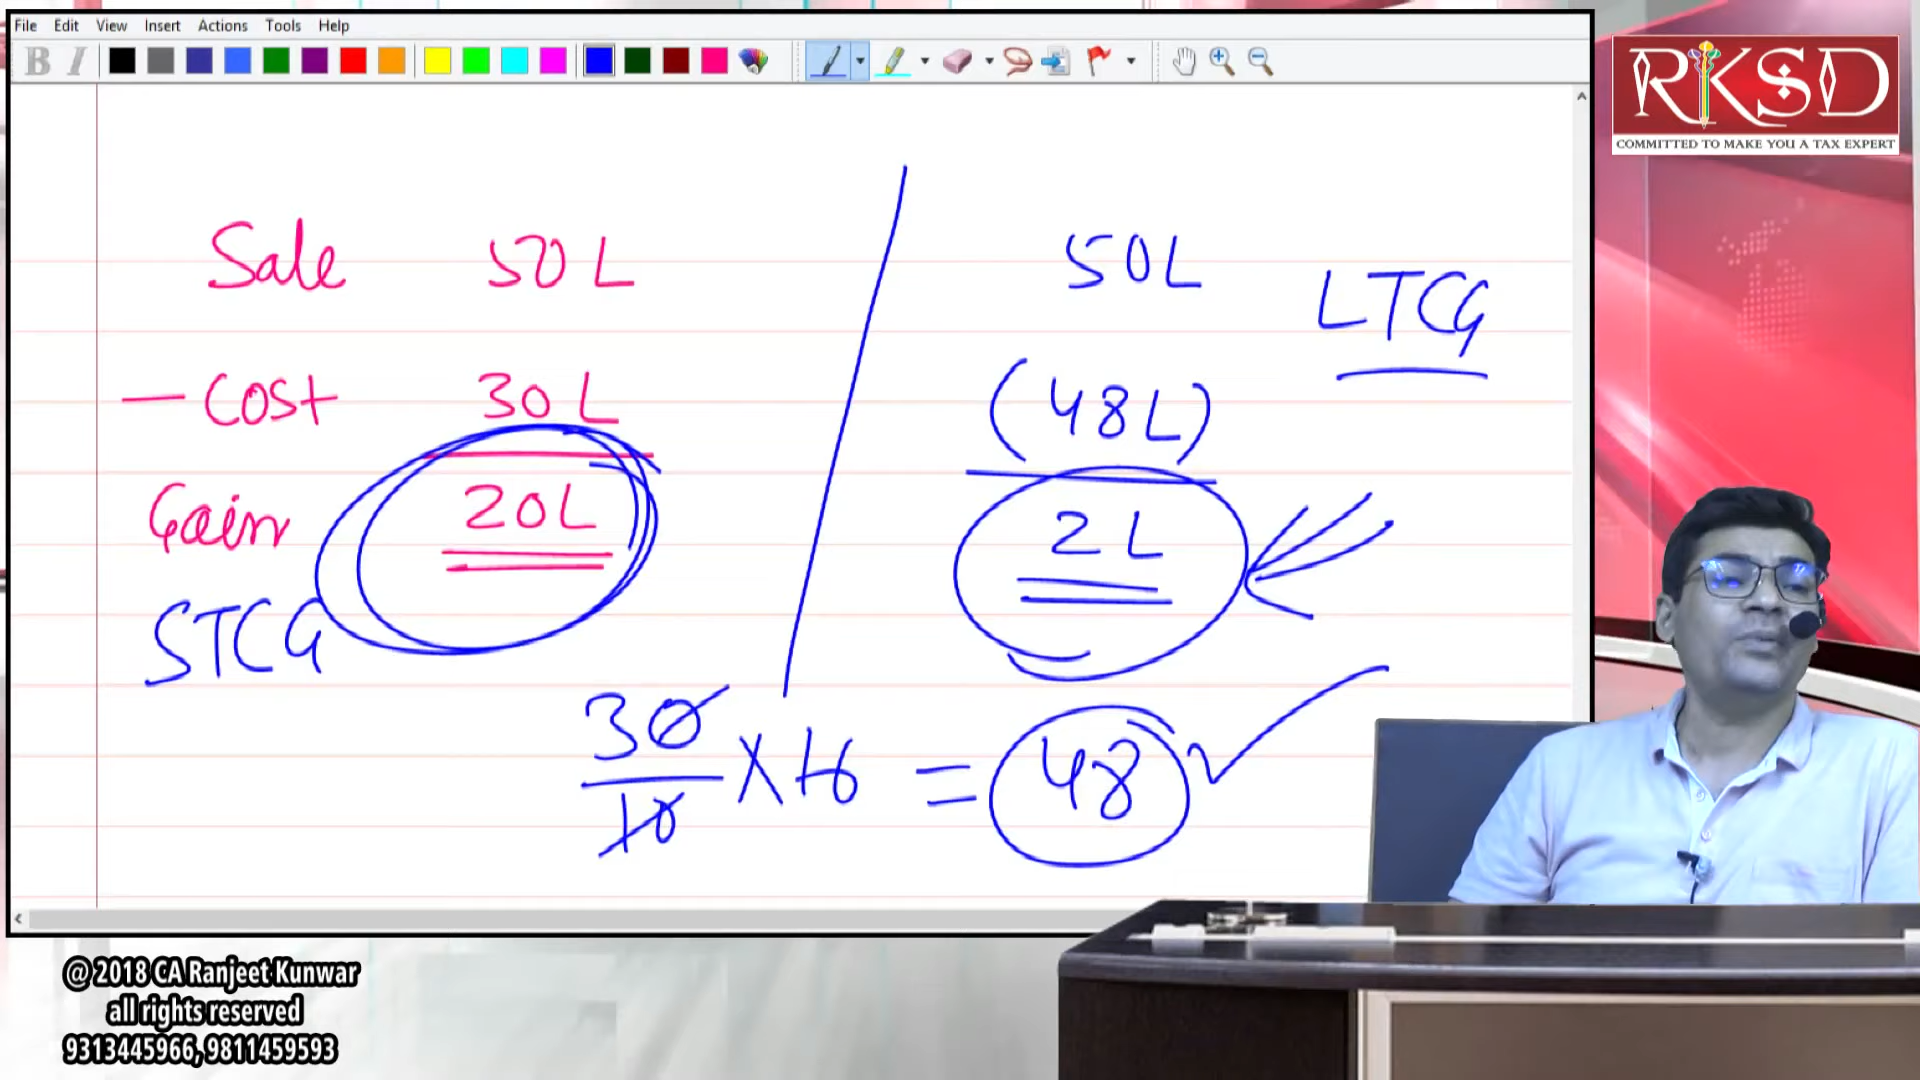 File Edit View Insert Actions Tools Help
B I
RKSD
COMMITTED TO MAKE YOU A TAX EXPERT
Sale 50 L
— Cost 30 L
Gain 20L
STCG
50L
LTCG
(48L)
2 L
30/10 X 16 = 48
@ 2018 CA Ranjeet Kunwar
all rights reserved
9313445966, 9811459593